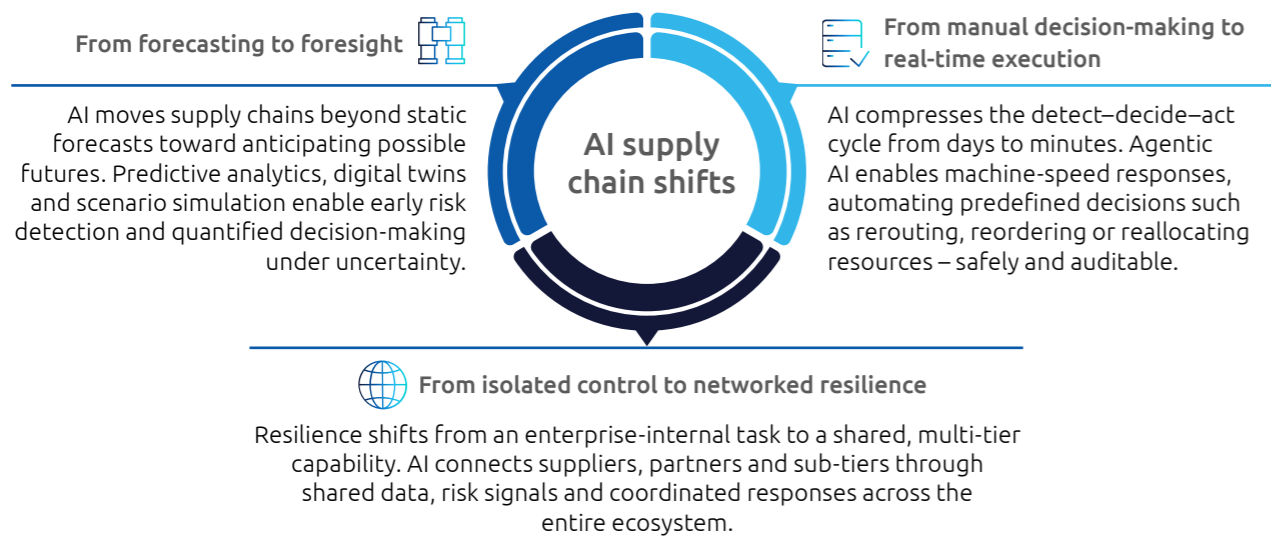 From forecasting to foresight
AI moves supply chains beyond static
forecasts toward anticipating possible
futures. Predictive analytics, digital twins
and scenario simulation enable early risk
detection and quantified decision-making
under uncertainty.
AI supply
chain shifts
From manual decision-making to
real-time execution
AI compresses the detect–decide–act
cycle from days to minutes. Agentic
AI enables machine-speed responses,
automating predefined decisions such
as rerouting, reordering or reallocating
resources – safely and auditable.
From isolated control to networked resilience
Resilience shifts from an enterprise-internal task to a shared, multi-tier
capability. AI connects suppliers, partners and sub-tiers through
shared data, risk signals and coordinated responses across the
entire ecosystem.